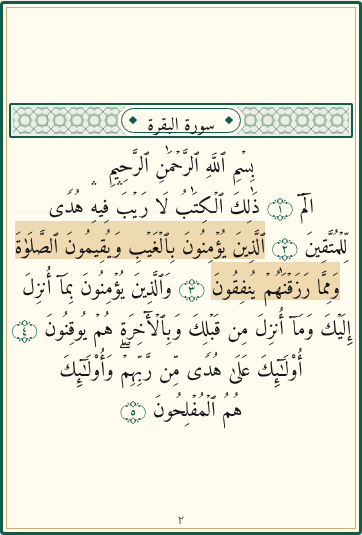 سورة البقرة
بِسْمِ ٱللَّهِ ٱلرَّحْمَٰنِ ٱلرَّحِيمِ
الٓمٓ ١ ذَٰلِكَ ٱلْكِتَٰبُ لَا رَيْبَ ۛ فِيهِ ۛ هُدًى
لِّلْمُتَّقِينَ ٢ ٱلَّذِينَ يُؤْمِنُونَ بِٱلْغَيْبِ وَيُقِيمُونَ ٱلصَّلَوٰةَ
وَمِمَّا رَزَقْنَٰهُمْ يُنفِقُونَ ٣ وَٱلَّذِينَ يُؤْمِنُونَ بِمَآ أُنزِلَ
إِلَيْكَ وَمَآ أُنزِلَ مِن قَبْلِكَ وَبِٱلْءَاخِرَةِ هُمْ يُوقِنُونَ ٤
أُو۟لَٰٓئِكَ عَلَىٰ هُدًى مِّن رَّبِّهِمْ ۖ وَأُو۟لَٰٓئِكَ
هُمُ ٱلْمُفْلِحُونَ ٥
٢